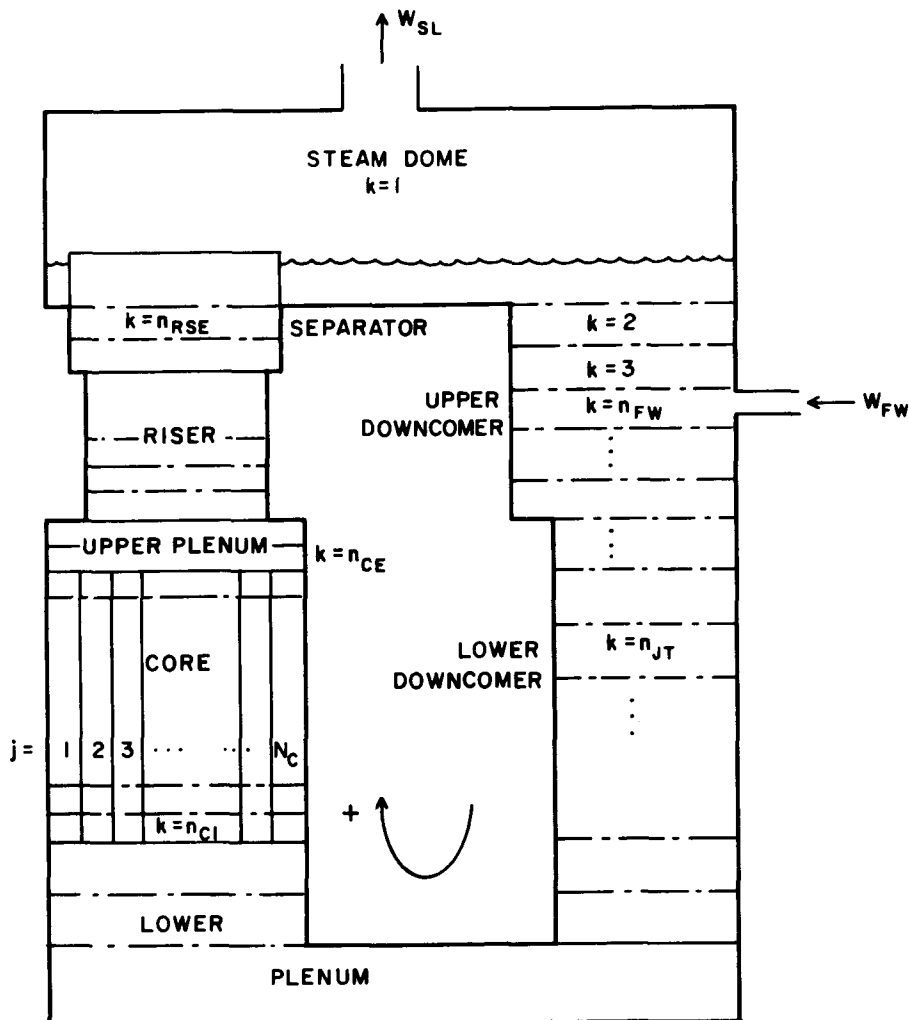 W_SL
STEAM DOME
k=1
k=n_RSE
SEPARATOR
k=2
k=3
k=n_FW
W_FW
UPPER
DOWNCOMER
RISER
UPPER PLENUM
k=n_CE
CORE
k=n_JT
LOWER
DOWNCOMER
j= 1 2 3 ... ... N_C
k=n_CI
+
LOWER
PLENUM